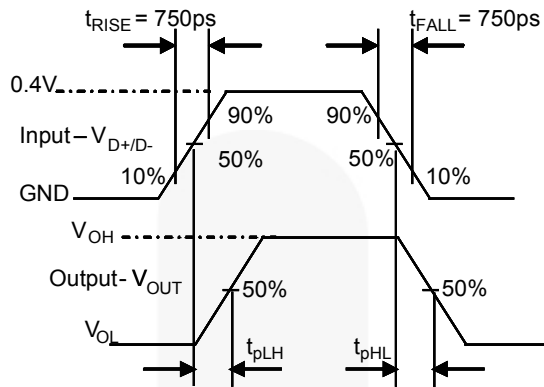 tRISE = 750ps
tFALL = 750ps
0.4V
90%
90%
Input – VD+/D-
50%
50%
10%
10%
GND
VOH
Output - VOUT
50%
50%
VOL
tpLH
tpHL